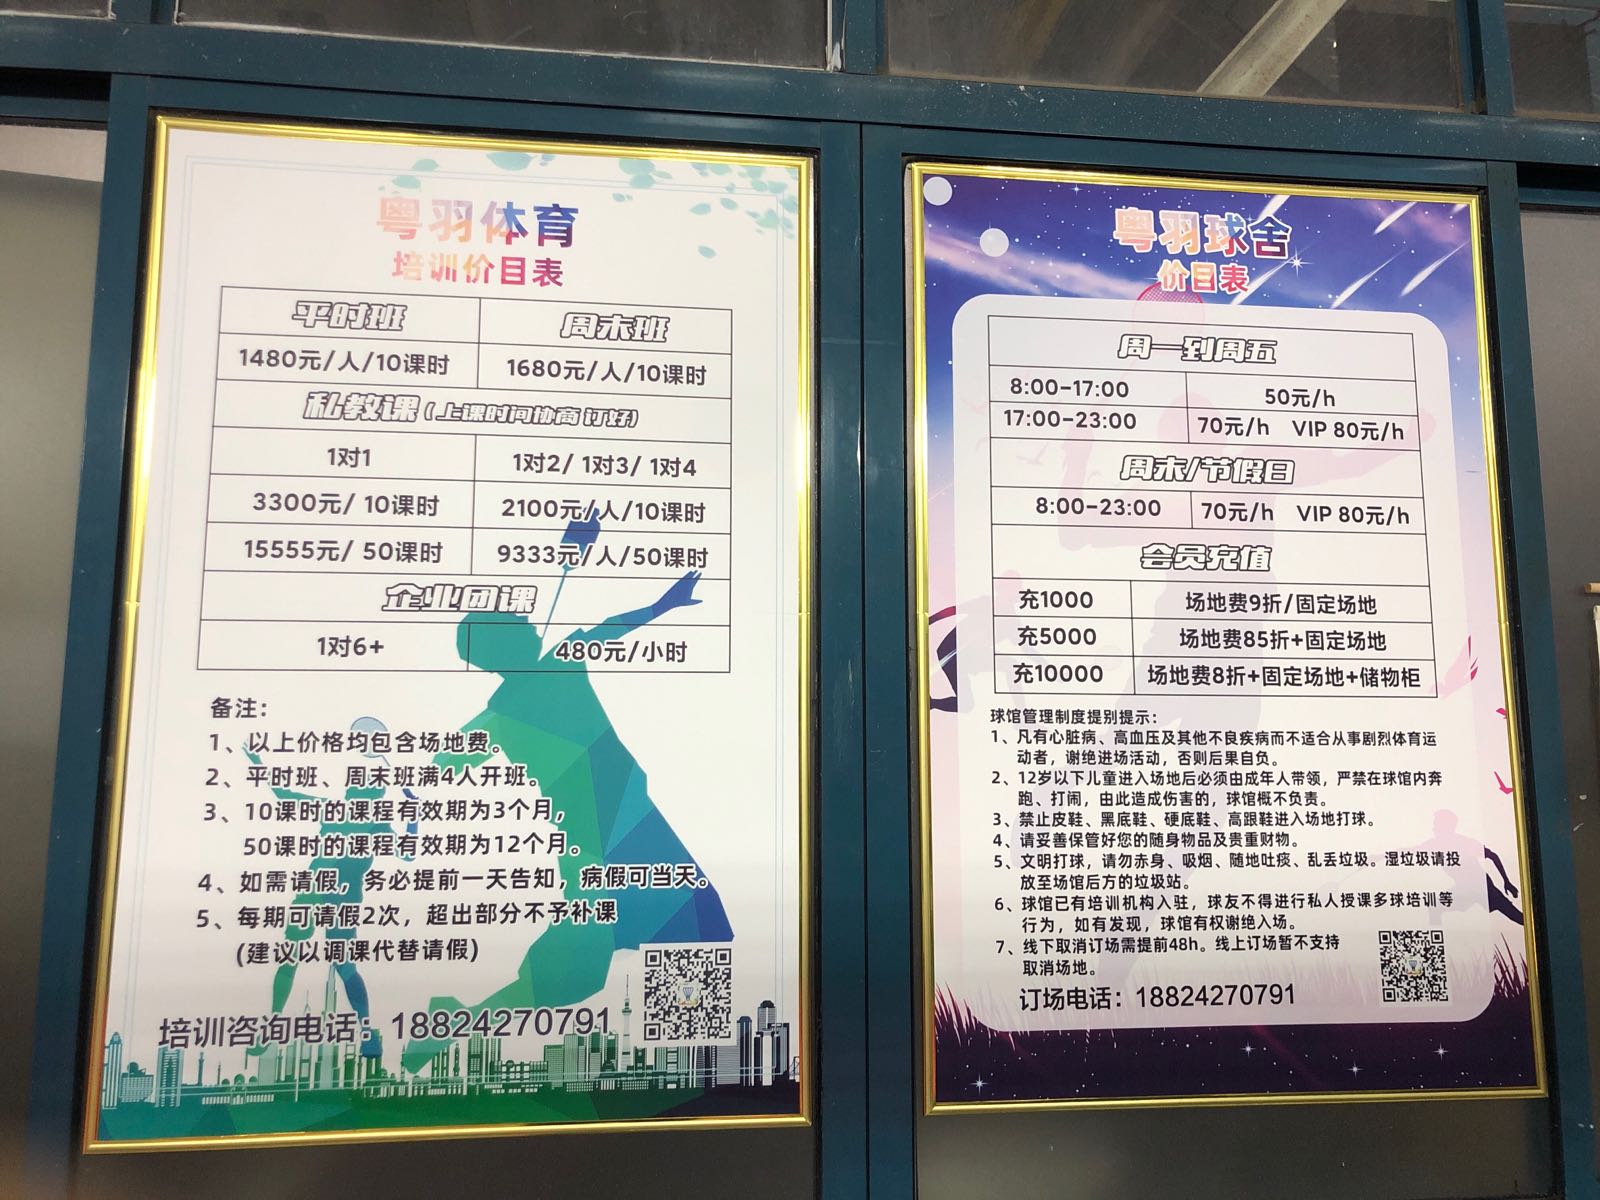 粤羽体育
培训价目表
平时班 周末班
1480元/人/10课时 1680元/人/10课时
私教课(上课时间协商订好)
1对1 1对2/ 1对3/ 1对4
3300元/ 10课时 2100元/人/10课时
15555元/ 50课时 9333元/人/50课时
企业团课
1对6+ 480元/小时
备注：
1、以上价格均包含场地费。
2、平时班、周末班满4人开班。
3、10课时的课程有效期为3个月，
50课时的课程有效期为12个月。
4、如需请假，务必提前一天告知，病假可当天。
5、每期可请假2次，超出部分不予补课
(建议以调课代替请假)
培训咨询电话：18824270791
粤羽球舍
价目表
周一到周五
8:00-17:00 50元/h
17:00-23:00 70元/h VIP 80元/h
周末/节假日
8:00-23:00 70元/h VIP 80元/h
会员充值
充1000 场地费9折/固定场地
充5000 场地费85折+固定场地
充10000 场地费8折+固定场地+储物柜
球馆管理制度提别提示：
1、凡有心脏病、高血压及其他不良疾病而不适合从事剧烈体育运
动者，谢绝进场活动，否则后果自负。
2、12岁以下儿童进入场地后必须由成年人带领，严禁在球馆内奔
跑、打闹，由此造成伤害的，球馆概不负责。
3、禁止皮鞋、黑底鞋、硬底鞋、高跟鞋进入场地打球。
4、请妥善保管好您的随身物品及贵重财物。
5、文明打球，请勿赤身、吸烟、随地吐痰、乱丢垃圾。湿垃圾请投
放至场馆后方的垃圾站。
6、球馆已有培训机构入驻，球友不得进行私人授课多球培训等
行为，如有发现，球馆有权谢绝入场。
7、线下取消订场需提前48h。线上订场暂不支持
取消场地。
订场电话：18824270791